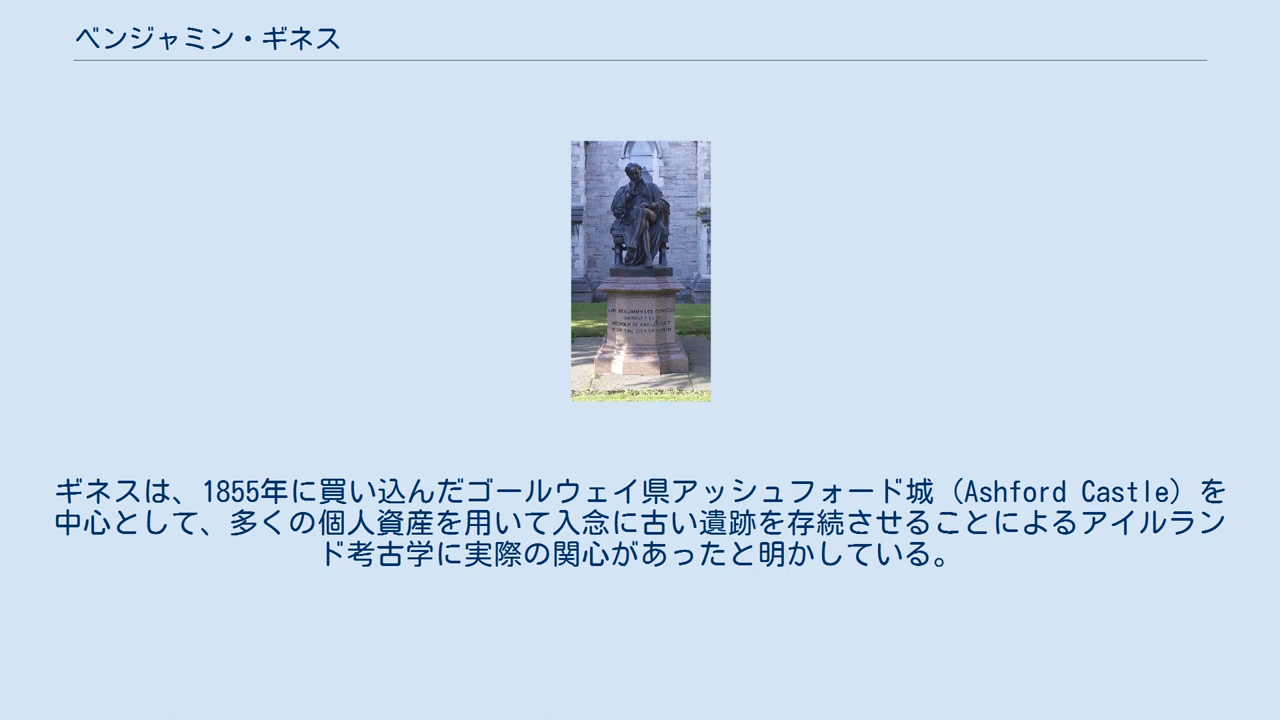 ベンジャミン・ギネス
MEMBER OF PARLIAMENT
ギネスは、1855年に買い込んだゴールウェイ県アッシュフォード城（Ashford Castle）を
中心として、多くの個人資産を用いて入念に古い遺跡を存続させることによるアイルラン
ド考古学に実際の関心があったと明かしている。